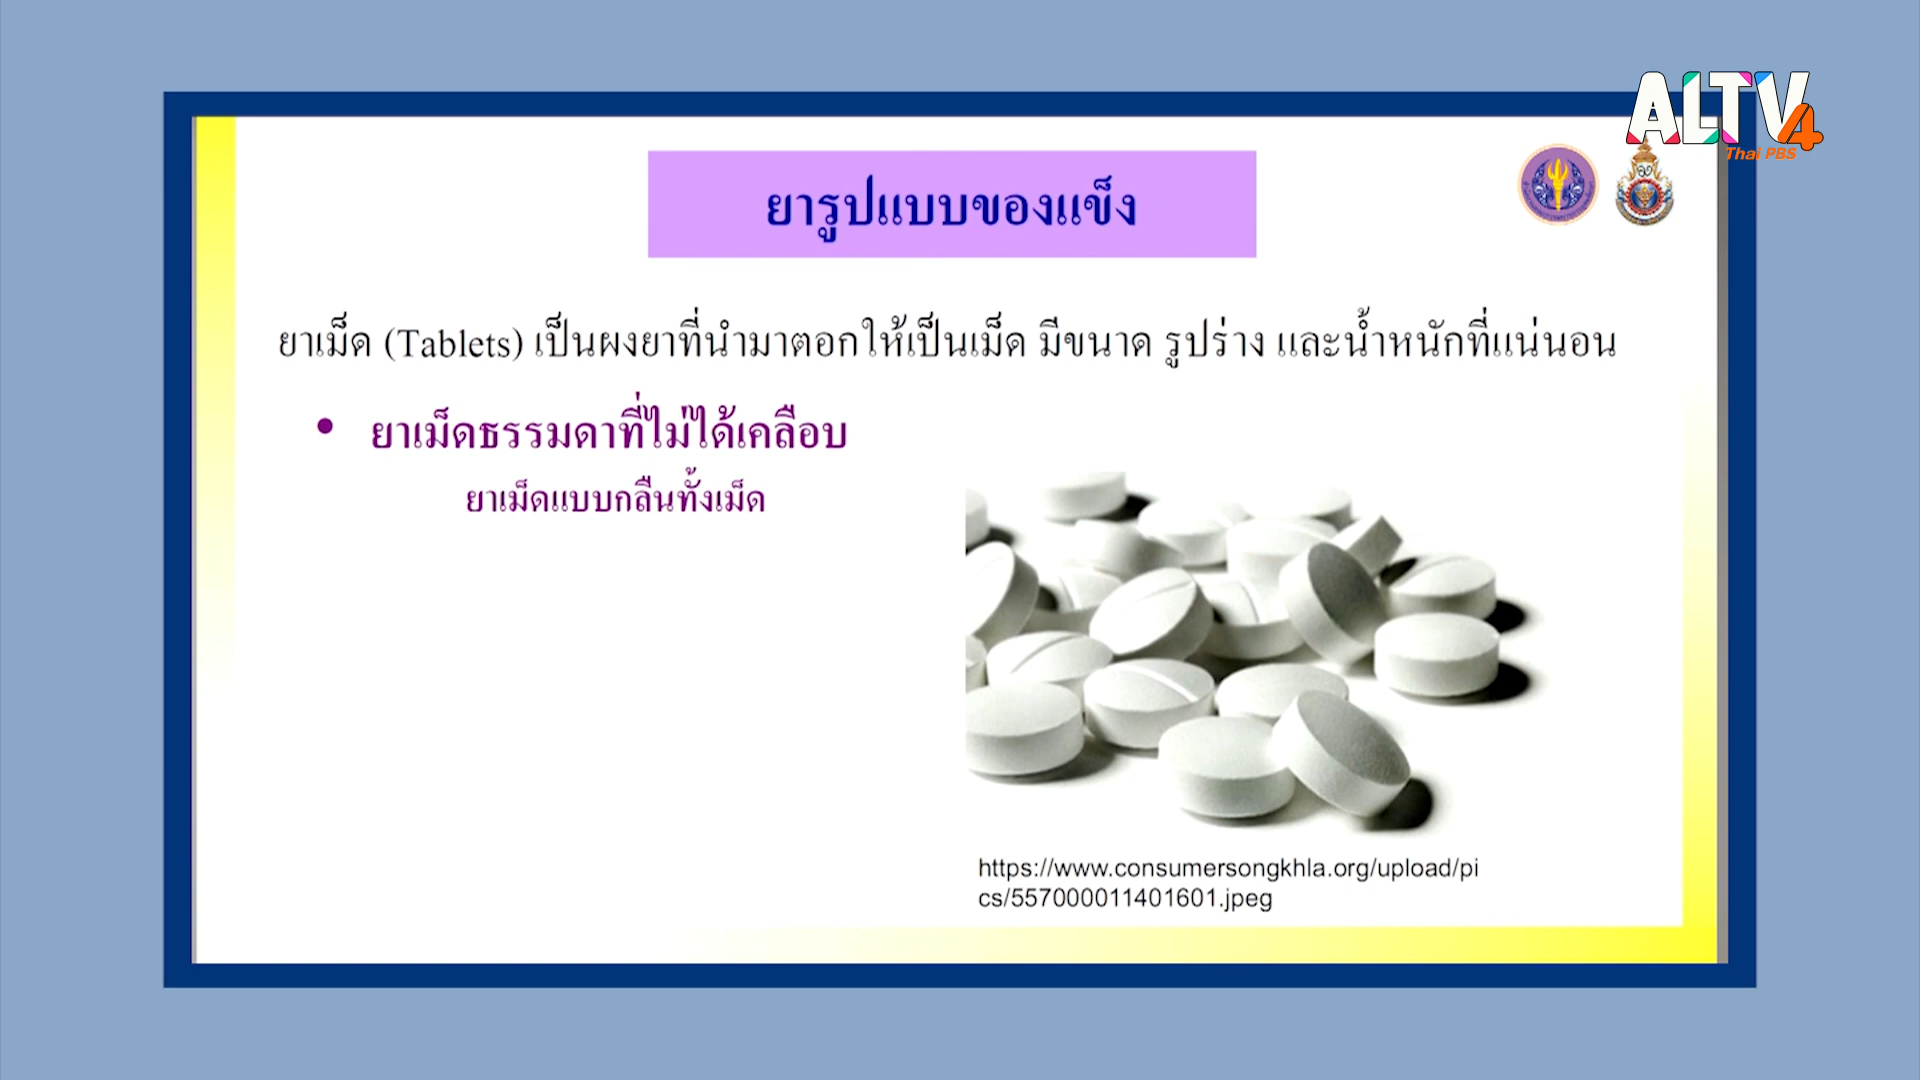 ALTV4
Thai PBS
ยารูปแบบของแข็ง
ยาเม็ด (Tablets) เป็นผงยาที่นำมาตอกให้เป็นเม็ด มีขนาด รูปร่าง และน้ำหนักที่แน่นอน
• ยาเม็ดธรรมดาที่ไม่ได้เคลือบ
ยาเม็ดแบบกลืนทั้งเม็ด
https://www.consumersongkhla.org/upload/pi
cs/557000011401601.jpeg